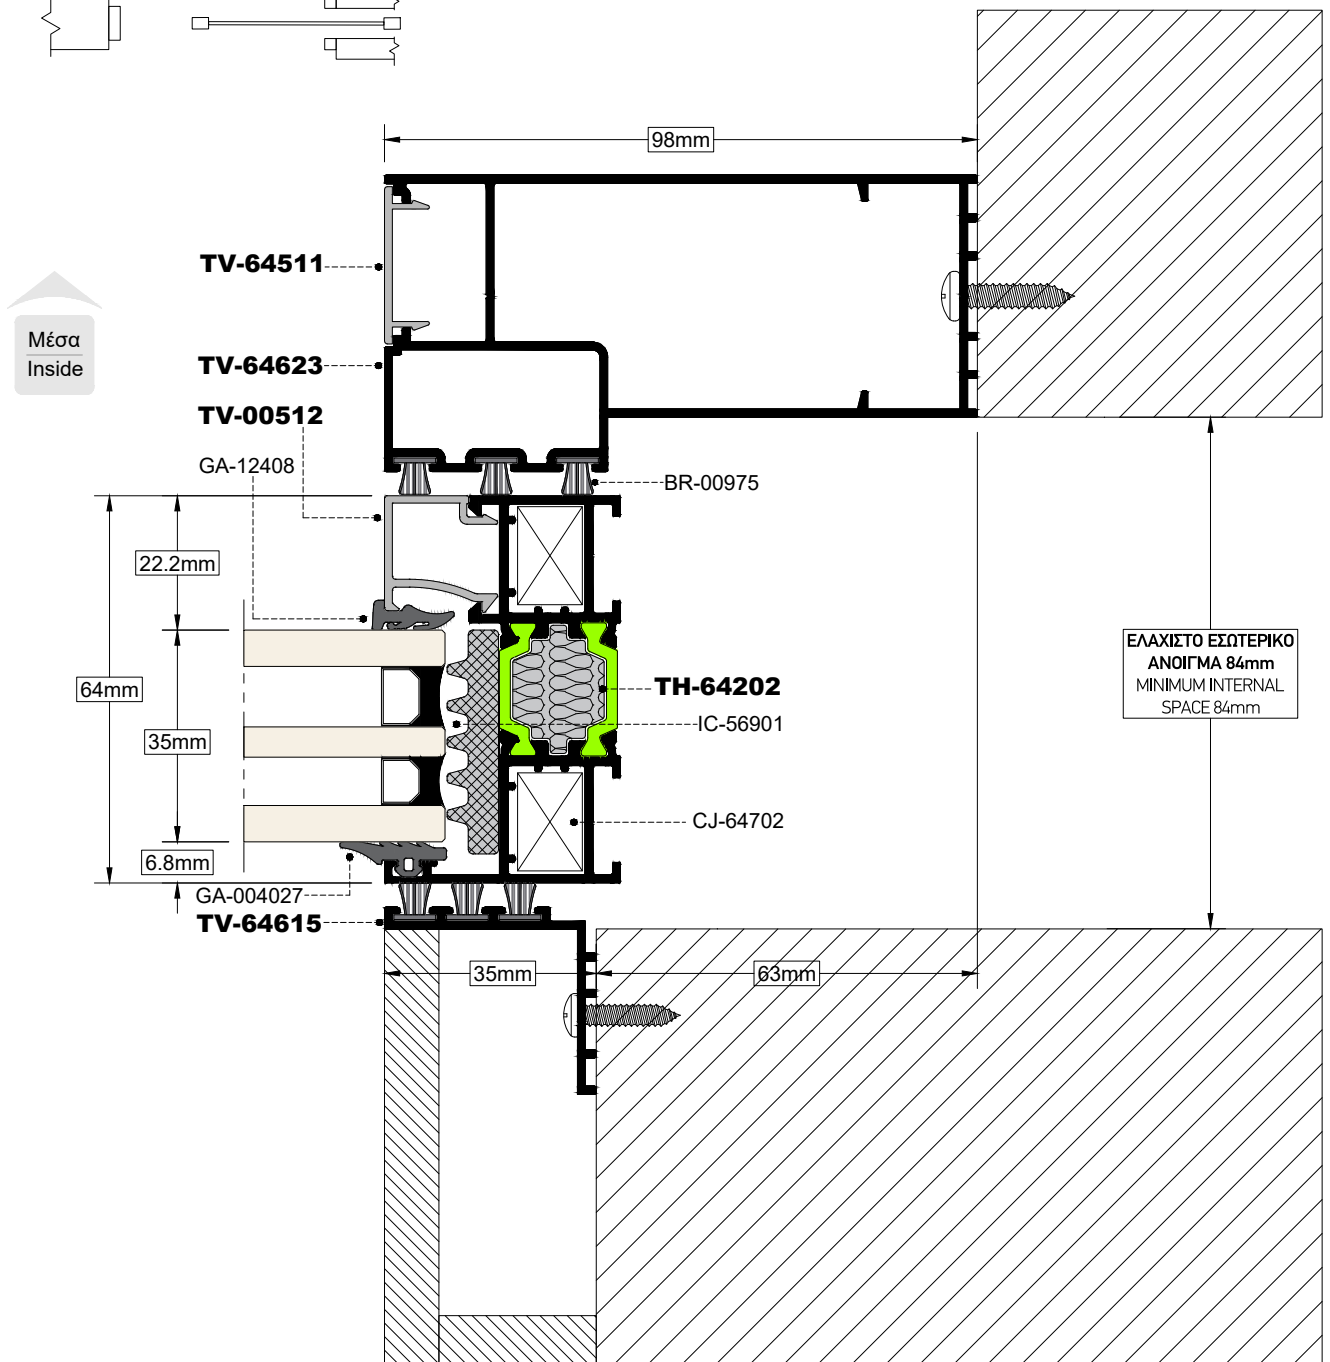 98mm
TV-64511
Μέσα
Inside
TV-64623
TV-00512
GA-12408
BR-00975
22.2mm
64mm
35mm
TH-64202
IC-56901
ΕΛΑΧΙΣΤΟ ΕΣΩΤΕΡΙΚΟ
ΑΝΟΙΓΜΑ 84mm
MINIMUM INTERNAL
SPACE 84mm
CJ-64702
6.8mm
GA-004027
TV-64615
35mm
63mm